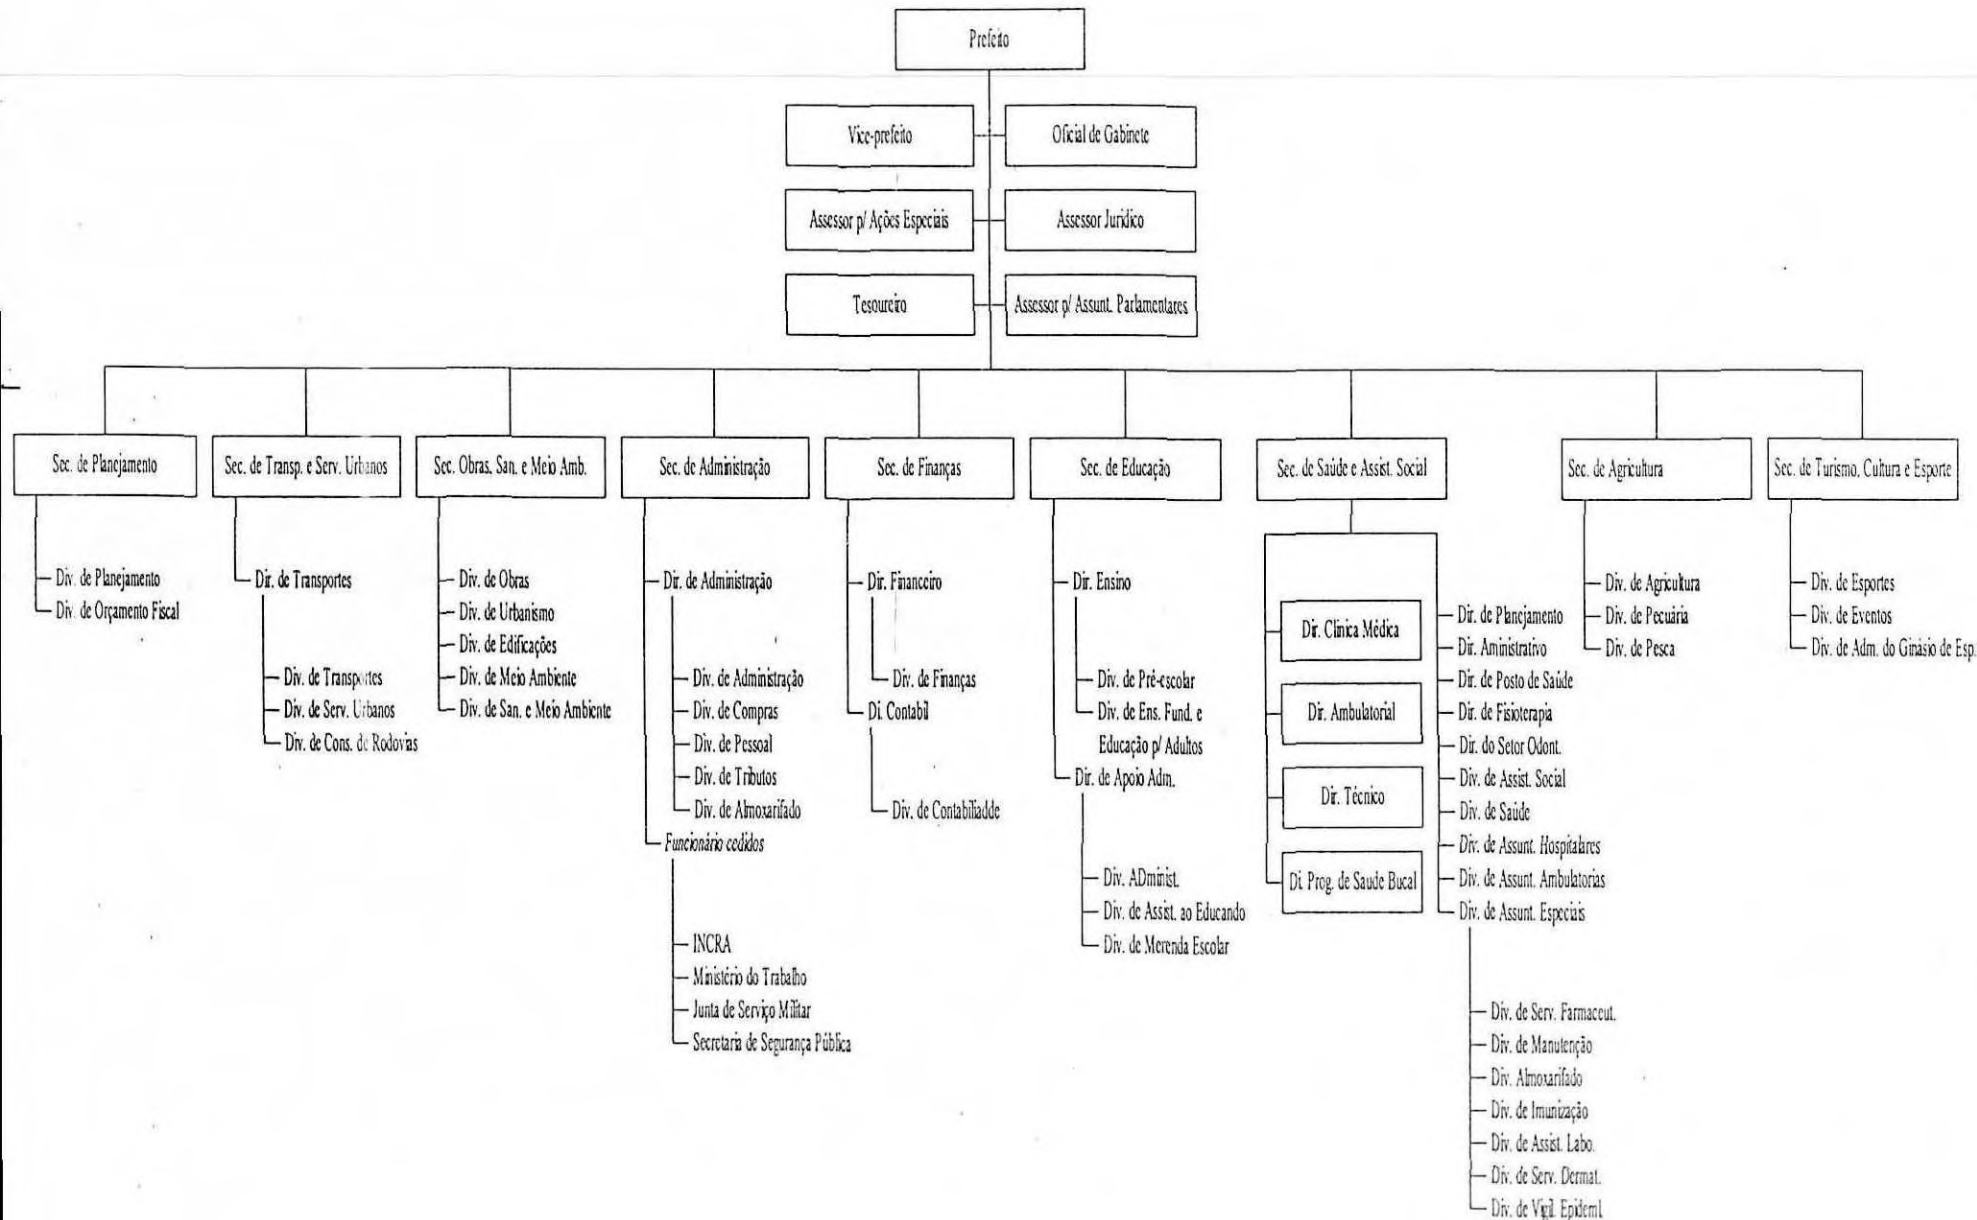 Prefeito
Vice-prefeito
Oficial de Gabinete
Assessor p/ Ações Especiais
Assessor Juridico
Tesoureiro
Assessor p/ Assunt. Parlamentares
Sec. de Planejamento
Div. de Planejamento
Div. de Orçamento Fiscal
Sec. de Transp. e Serv. Urbanos
Dir. de Transportes
Div. de Transportes
Div. de Serv. Urbanos
Div. de Cons. de Rodovias
Sec. Obras, San. e Meio Amb.
Div. de Obras
Div. de Urbanismo
Div. de Edificações
Div. de Meio Ambiente
Div. de San. e Meio Ambiente
Sec. de Administração
Dir. de Administração
Div. de Administração
Div. de Compras
Div. de Pessoal
Div. de Tributos
Div. de Almoxarifado
Funcionário cedidos
INCRA
Ministério do Trabalho
Junta de Serviço Militar
Secretaria de Segurança Pública
Sec. de Finanças
Dir. Financeiro
Div. de Finanças
Di. Contabil
Div. de Contabiliadde
Sec. de Educação
Dir. Ensino
Div. de Pré-escolar
Div. de Ens. Fund. e
Educação p/ Adultos
Dir. de Apoio Adm.
Div. ADminist.
Div. de Assist. ao Educando
Div. de Merenda Escolar
Sec. de Saúde e Assist. Social
Dir. Clinica Médica
Dir. Ambulatorial
Dir. Técnico
Di. Prog. de Saude Bucal
Dir. de Planejamento
Dir. Aministrativo
Dir. de Posto de Saúde
Dir. de Fisioterapia
Dir. do Setor Odont.
Div. de Assist. Social
Div. de Saúde
Div. de Assunt. Hospitalares
Div. de Assunt. Ambulatorias
Div. de Assunt. Especiais
Div. de Serv. Farmaceut.
Div. de Manutenção
Div. Almoxarifado
Div. de Imunização
Div. de Assist. Labo.
Div. de Serv. Dermat.
Div. de Vigil. Epideml.
Sec. de Agricultura
Div. de Agricultura
Div. de Pecuária
Div. de Pesca
Sec. de Turismo, Cultura e Esporte
Div. de Esportes
Div. de Eventos
Div. de Adm. do Ginásio de Esp.